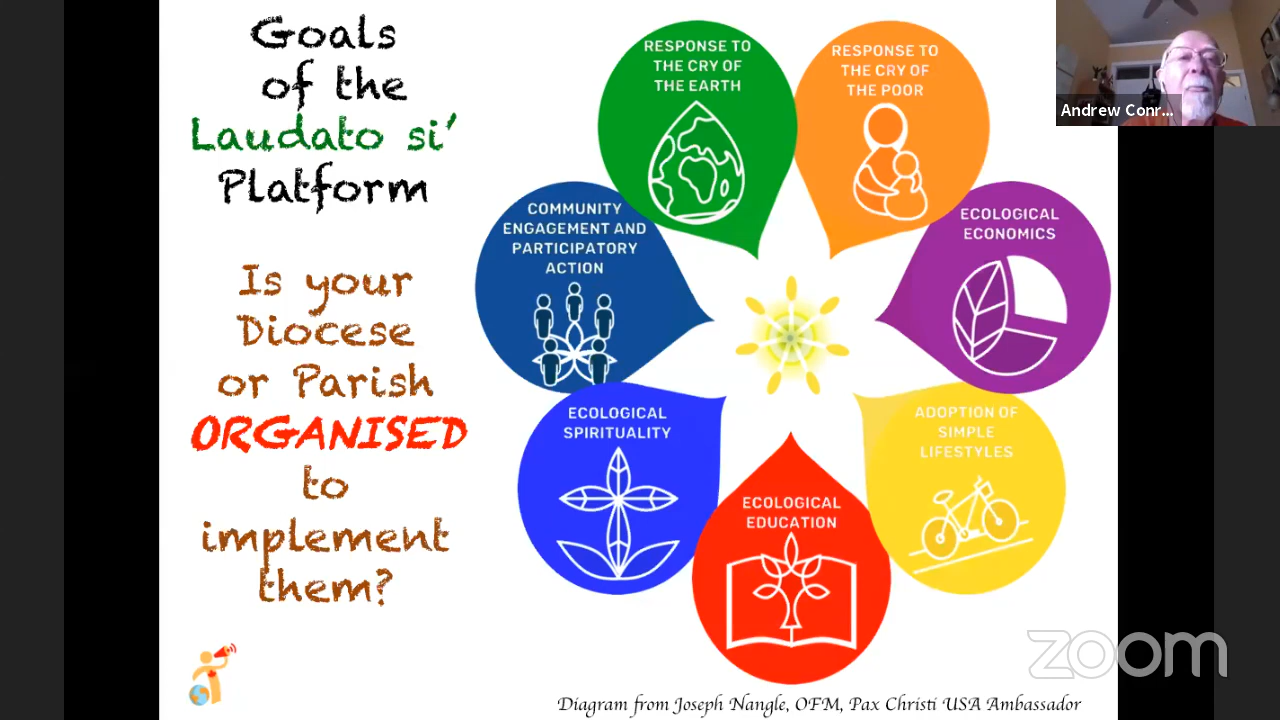 Goals
of the
Laudato si'
Platform
Is your
Diocese
or Parish
ORGANISED
to
implement
them?
RESPONSE TO
THE CRY OF
THE EARTH
RESPONSE TO
THE CRY OF
THE POOR
ECOLOGICAL
ECONOMICS
ADOPTION OF
SIMPLE
LIFESTYLES
ECOLOGICAL
EDUCATION
ECOLOGICAL
SPIRITUALITY
COMMUNITY
ENGAGEMENT AND
PARTICIPATORY
ACTION
Andrew Conr...
zoom
Diagram from Joseph Nangle, OFM, Pax Christi USA Ambassador